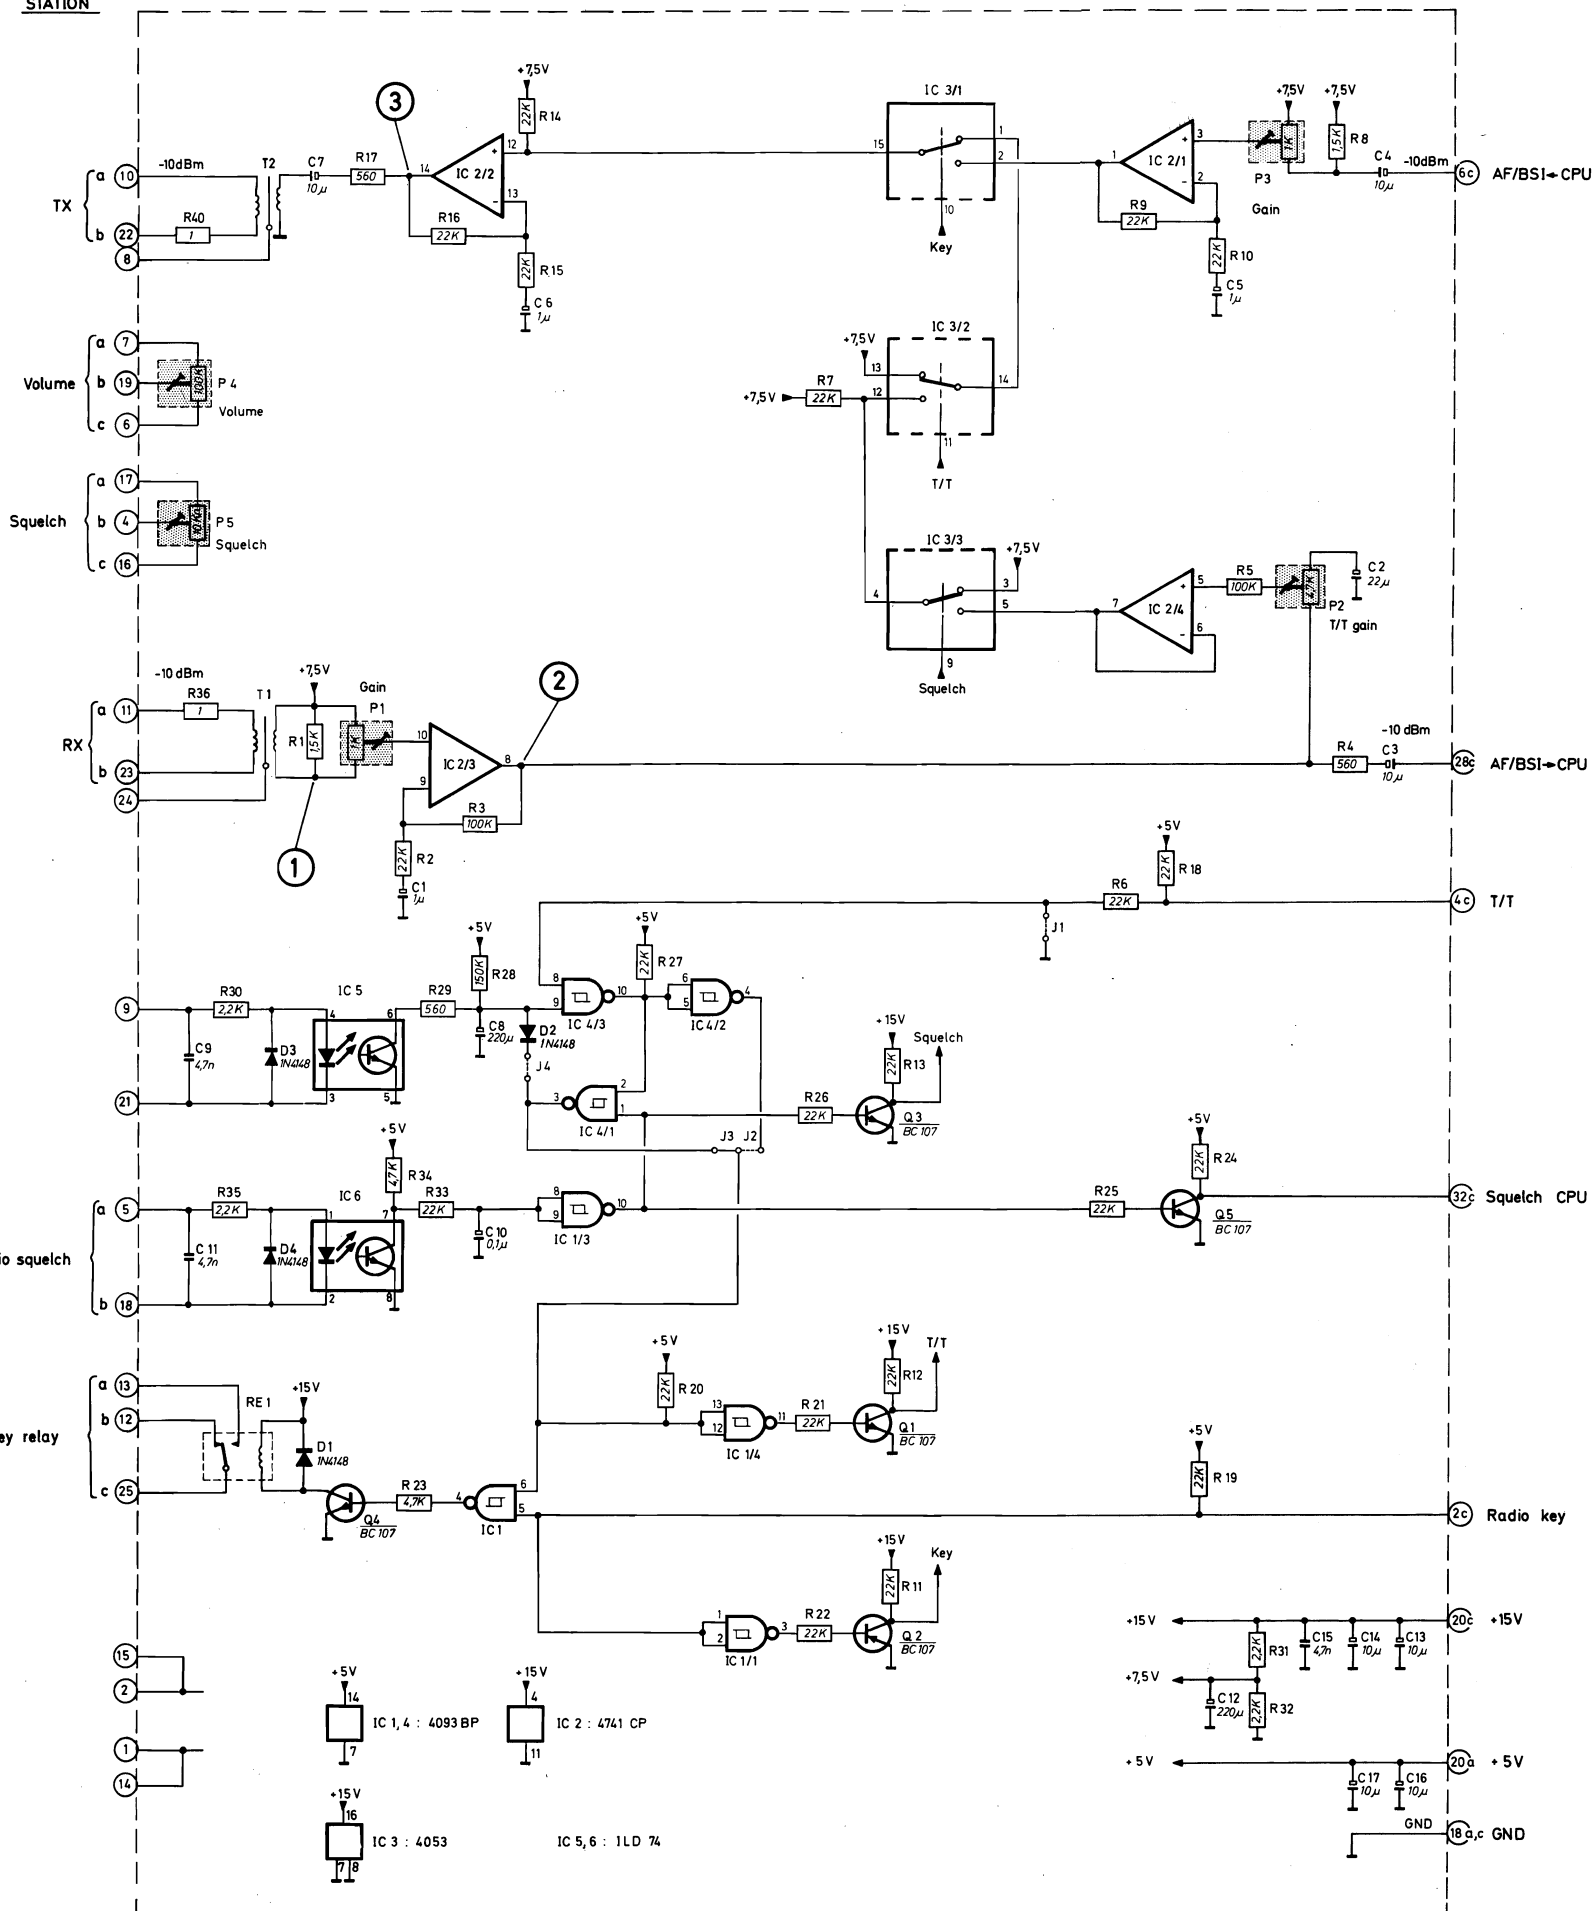 STATION
+7,5V
22K
R14
3
12
14
IC 2/2
13
-10dBm
T2
C7
10µ
R17
560
TX
a 10
b 22
8
R40
1
R16
22K
22K
R15
C6
1µ
IC 3/1
15
1
2
10
Key
IC 2/1
1
3
2
+7,5V
+7,5V
1K
P3
Gain
1,5K
R8
C4
10µ
-10dBm
6c
AF/BSI←CPU
R9
22K
22K
R10
C5
1µ
Volume
a 7
b 19
c 6
100K
P4
Volume
+7,5V
IC 3/2
13
12
14
11
T/T
+7,5V
R7
22K
Squelch
a 17
b 4
c 16
10K
P5
Squelch
IC 3/3
+7,5V
4
3
5
9
Squelch
7
IC 2/4
5
6
R5
100K
4,7K
P2
T/T gain
C2
22µ
RX
a 11
b 23
24
-10 dBm
R36
1
T1
+7,5V
R1
1,5K
Gain
P1
1K
1
10
9
IC 2/3
8
2
R3
100K
22K
R2
C1
1µ
-10 dBm
R4
560
C3
10µ
28c
AF/BSI→CPU
+5V
22K
R18
R6
22K
J1
4c
T/T
9
21
R30
2,2K
C9
4,7n
D3
1N4148
IC 5
4
6
3
5
R29
560
+5V
150K
R28
C8
220µ
D2
1N4148
J4
8
9
10
IC 4/3
+5V
22K
R27
6
5
4
IC 4/2
3
2
1
IC 4/1
J3
J2
R26
22K
+15V
22K
R13
Squelch
Q3
BC107
io squelch
a 5
b 18
R35
2,2K
C11
4,7n
D4
1N4148
IC 6
1
7
2
8
+5V
4,7K
R34
R33
22K
C10
0,1µ
8
9
10
IC 1/3
R25
22K
+5V
22K
R24
Q5
BC107
32c
Squelch CPU
ey relay
a 13
b 12
c 25
RE1
+15V
D1
1N4148
Q4
BC107
R23
4,7K
4
6
5
IC1
+5V
22K
R20
13
12
11
IC 1/4
R21
22K
+15V
22K
R12
T/T
Q1
BC107
+5V
22K
R19
2c
Radio key
1
2
3
IC 1/1
R22
22K
+15V
22K
R11
Key
Q2
BC107
15
2
1
14
+5V
14
7
IC 1,4 : 4093BP
+15V
4
11
IC 2 : 4741 CP
+15V
16
7
8
IC 3 : 4053
IC 5,6 : ILD 74
+15V
2,2K
R31
C15
4,7n
C14
10µ
C13
10µ
20c
+15V
+7,5V
C12
220µ
2,2K
R32
+5V
C17
10µ
C16
10µ
20a
+5V
GND
18a,c
GND